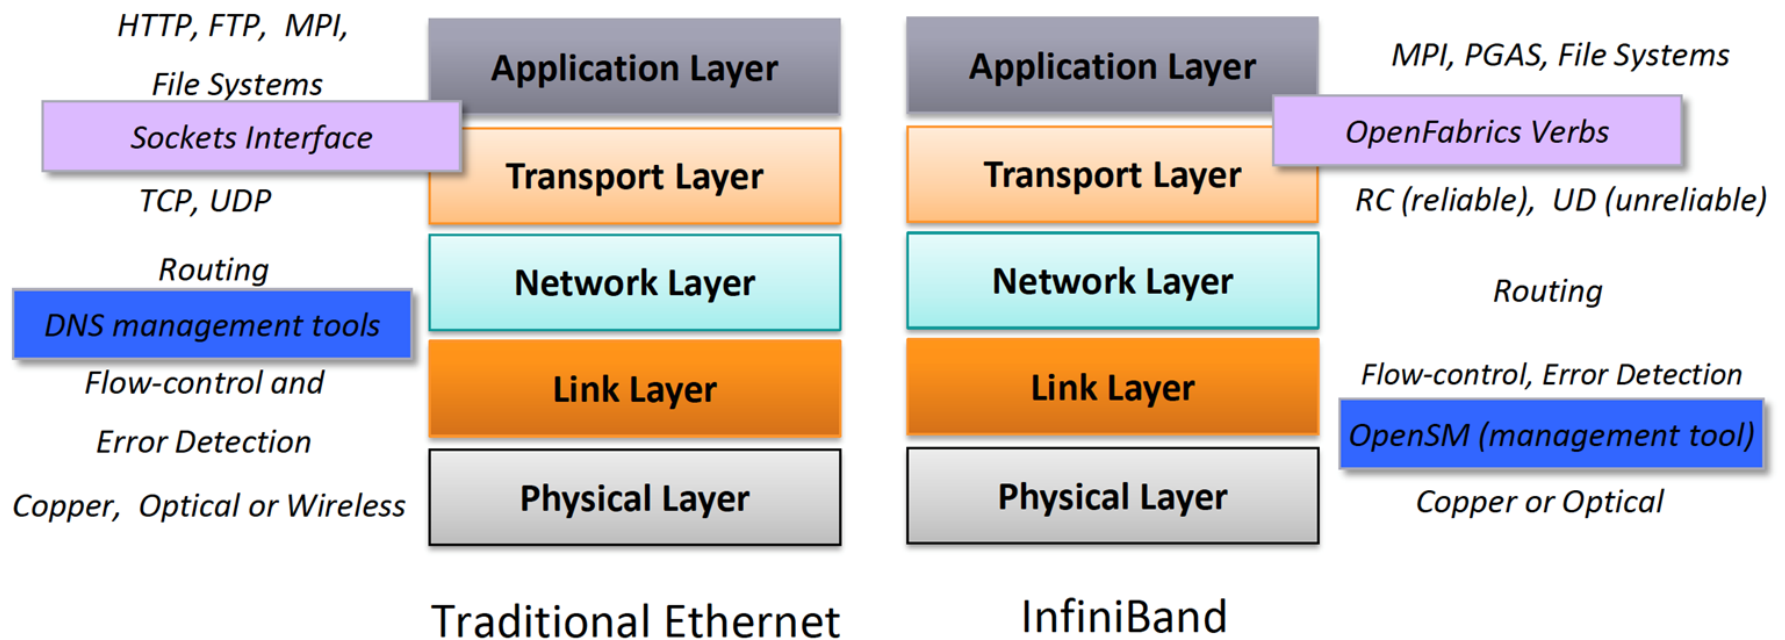 HTTP, FTP, MPI,
File Systems
Sockets Interface
TCP, UDP
Routing
DNS management tools
Flow-control and
Error Detection
Copper, Optical or Wireless
Application Layer
Transport Layer
Network Layer
Link Layer
Physical Layer
Traditional Ethernet
Application Layer
Transport Layer
Network Layer
Link Layer
Physical Layer
InfiniBand
MPI, PGAS, File Systems
OpenFabrics Verbs
RC (reliable), UD (unreliable)
Routing
Flow-control, Error Detection
OpenSM (management tool)
Copper or Optical